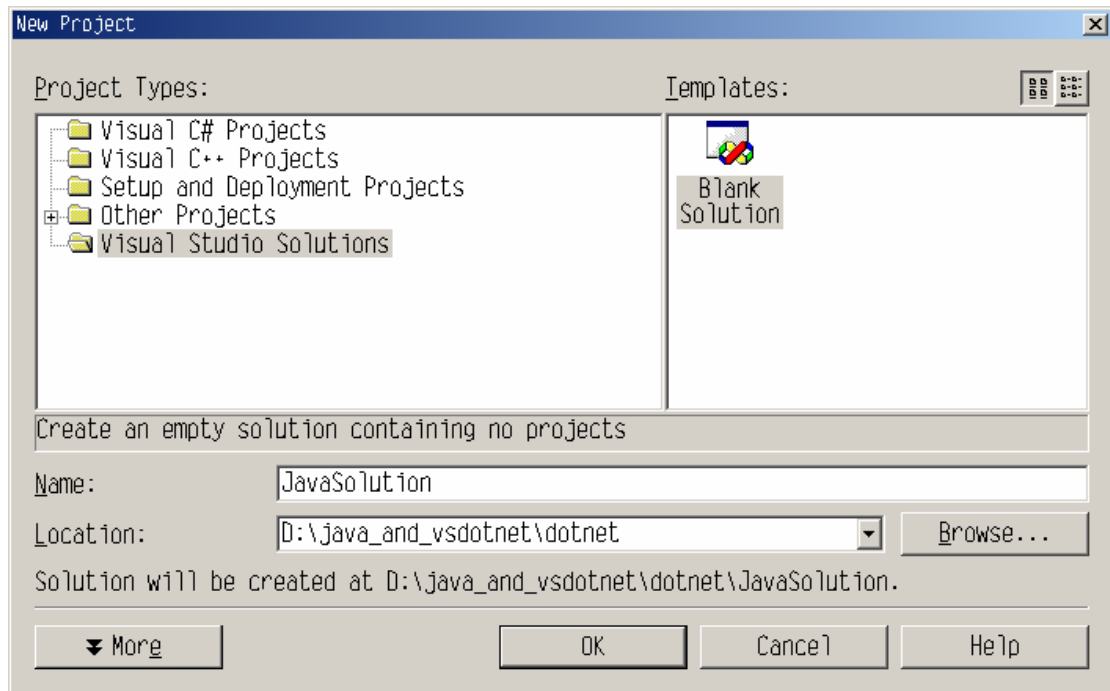 New Project
Project Types:
Templates:
Visual C# Projects
Visual C++ Projects
Setup and Deployment Projects
Other Projects
Visual Studio Solutions
Blank
Solution
Create an empty solution containing no projects
Name:
JavaSolution
Location:
D:\java_and_vsdotnet\dotnet
Browse...
Solution will be created at D:\java_and_vsdotnet\dotnet\JavaSolution.
More
OK
Cancel
Help